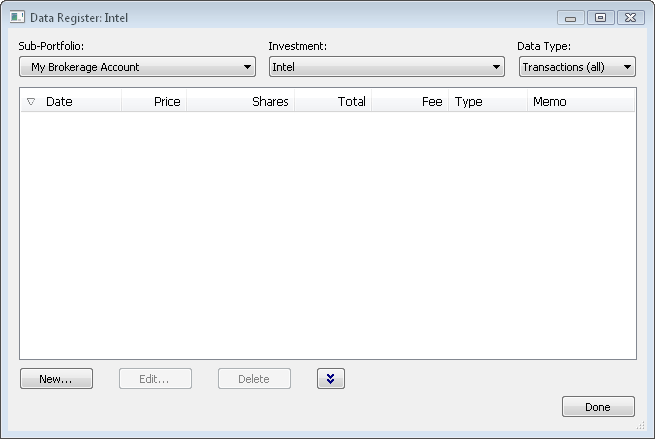 Data Register: Intel
Sub-Portfolio: Investment: Data Type:
My Brokerage Account Intel Transactions (all)
Date Price Shares Total Fee Type Memo
New... Edit... Delete
Done